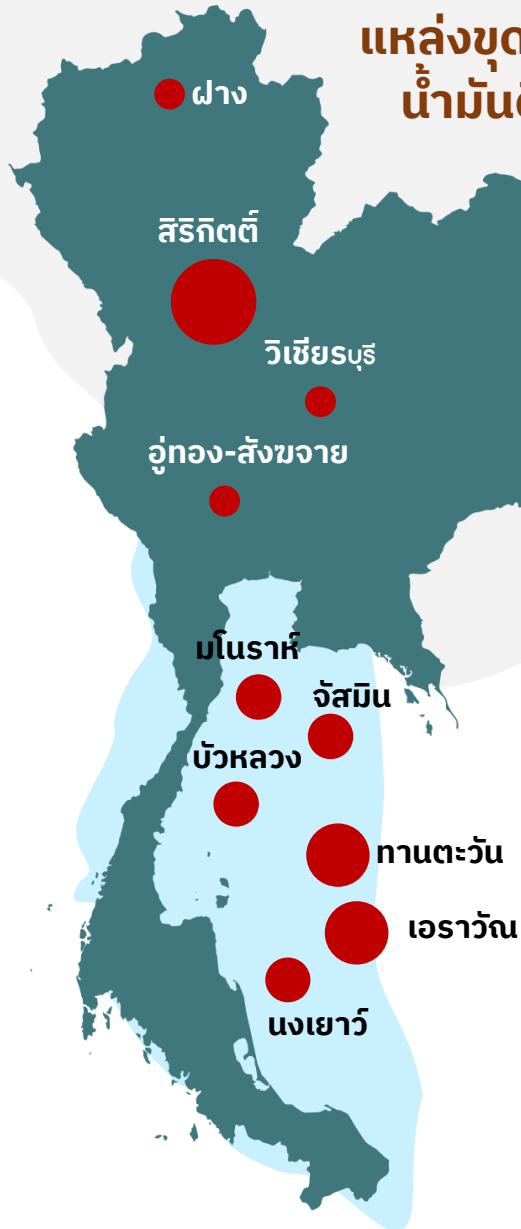 แหล่งขุด
น้ำมัน
ฝาง
สิริกิตติ์
วิเชียรบุรี
อู่ทอง-สังฆจาย
มโนราห์
จัสมิน
บัวหลวง
ทานตะวัน
เอราวัณ
นงเยาว์